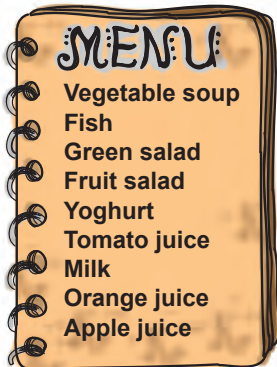 MENU
Vegetable soup
Fish
Green salad
Fruit salad
Yoghurt
Tomato juice
Milk
Orange juice
Apple juice